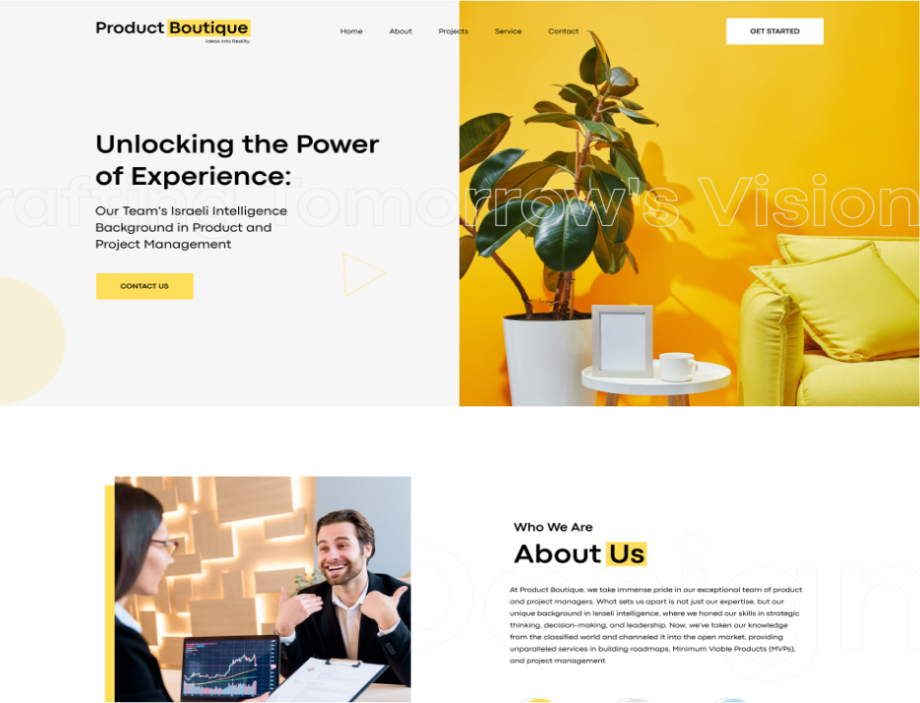 Product Boutique
Ideas Into Reality.
Home
About
Projects
Service
Contact
GET STARTED
Unlocking the Power
of Experience:
rafting Tomorrow's Vision
Our Team's Israeli Intelligence
Background in Product and
Project Management
CONTACT US
Who We Are
About Us
Design
At Product Boutique, we take immense pride in our exceptional team of product
and project managers. What sets us apart is not just our expertise, but our
unique background in Israeli intelligence, where we honed our skills in strategic
thinking, decision-making, and leadership. Now, we've taken our knowledge
from the classified world and channeled it into the open market, providing
unparalleled services in building roadmaps, Minimum Viable Products (MVPs),
and project management